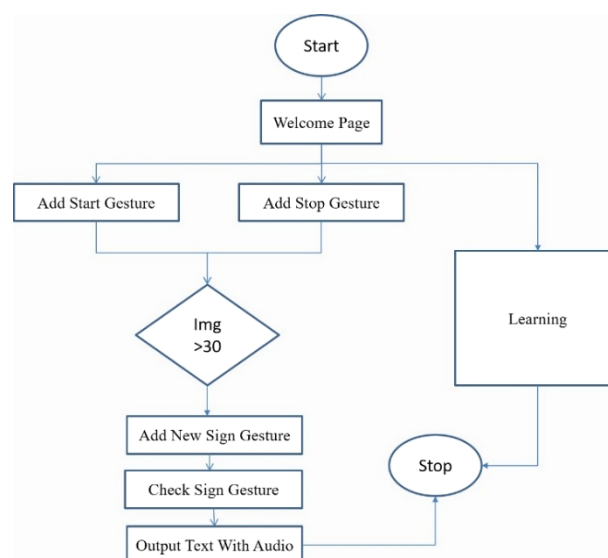 Start
Welcome Page
Add Start Gesture
Add Stop Gesture
Img
>30
Learning
Add New Sign Gesture
Stop
Check Sign Gesture
Output Text With Audio